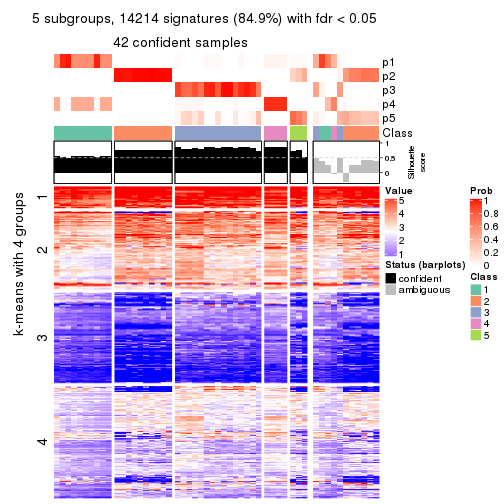 5 subgroups, 14214 signatures (84.9%) with fdr < 0.05
42 confident samples
p1
p2
p3
p4
p5
Class
1
0.5
0
Silhouette
score
k-means with 4 groups
1
2
3
4
Value
5
4
3
2
1
Status (barplots)
confident
ambiguous
Prob
1
0.8
0.6
0.4
0.2
0
Class
1
2
3
4
5